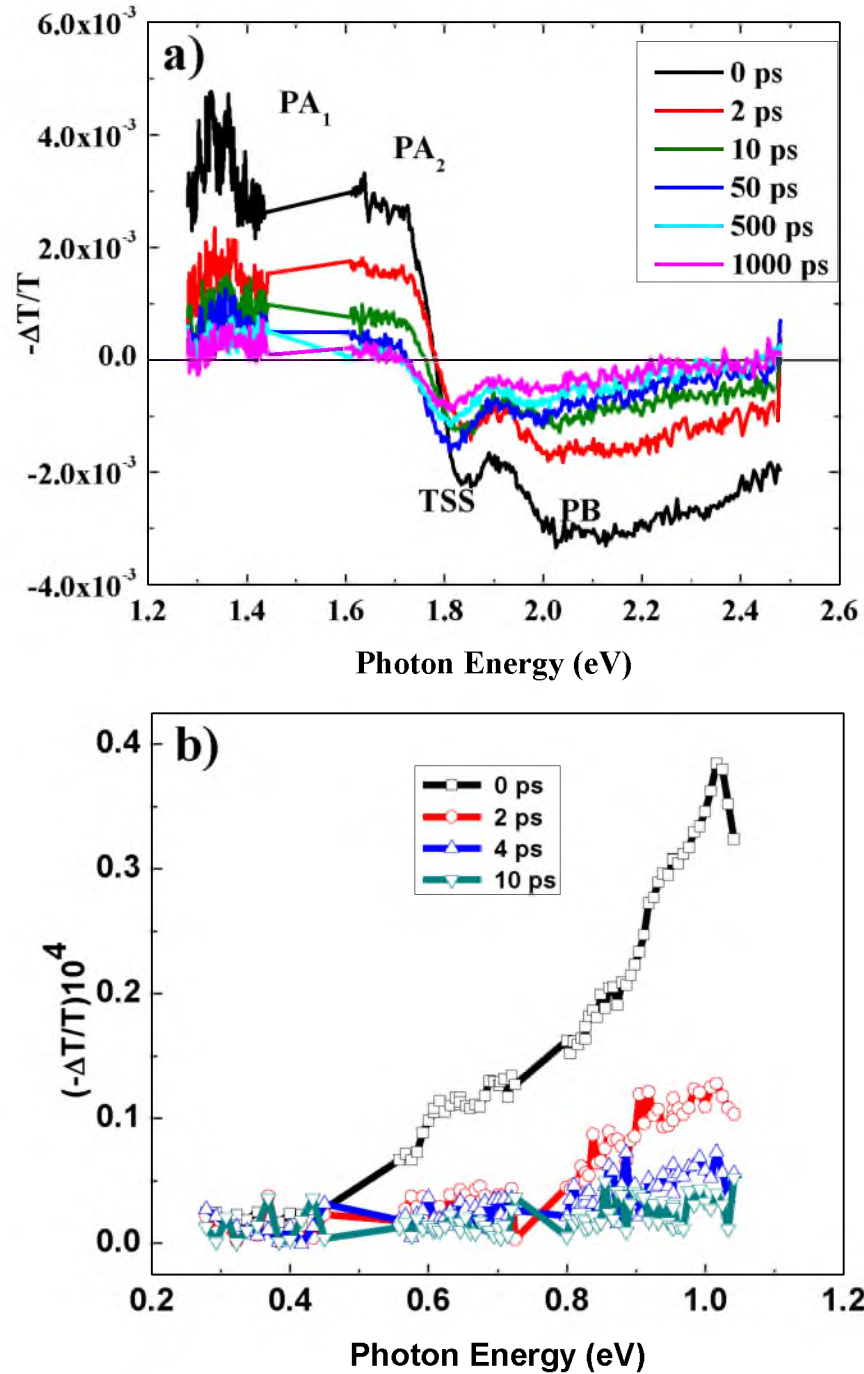 a)
6.0x10-3
4.0x10-3
2.0x10-3
0.0
-2.0x10-3
-4.0x10-3
-ΔT/T
PA1
PA2
TSS
PB
0 ps
2 ps
10 ps
50 ps
500 ps
1000 ps
1.2 1.4 1.6 1.8 2.0 2.2 2.4 2.6
Photon Energy (eV)
b)
0.4
0.3
0.2
0.1
0.0
(-ΔT/T)10^4
0 ps
2 ps
4 ps
10 ps
0.2 0.4 0.6 0.8 1.0 1.2
Photon Energy (eV)